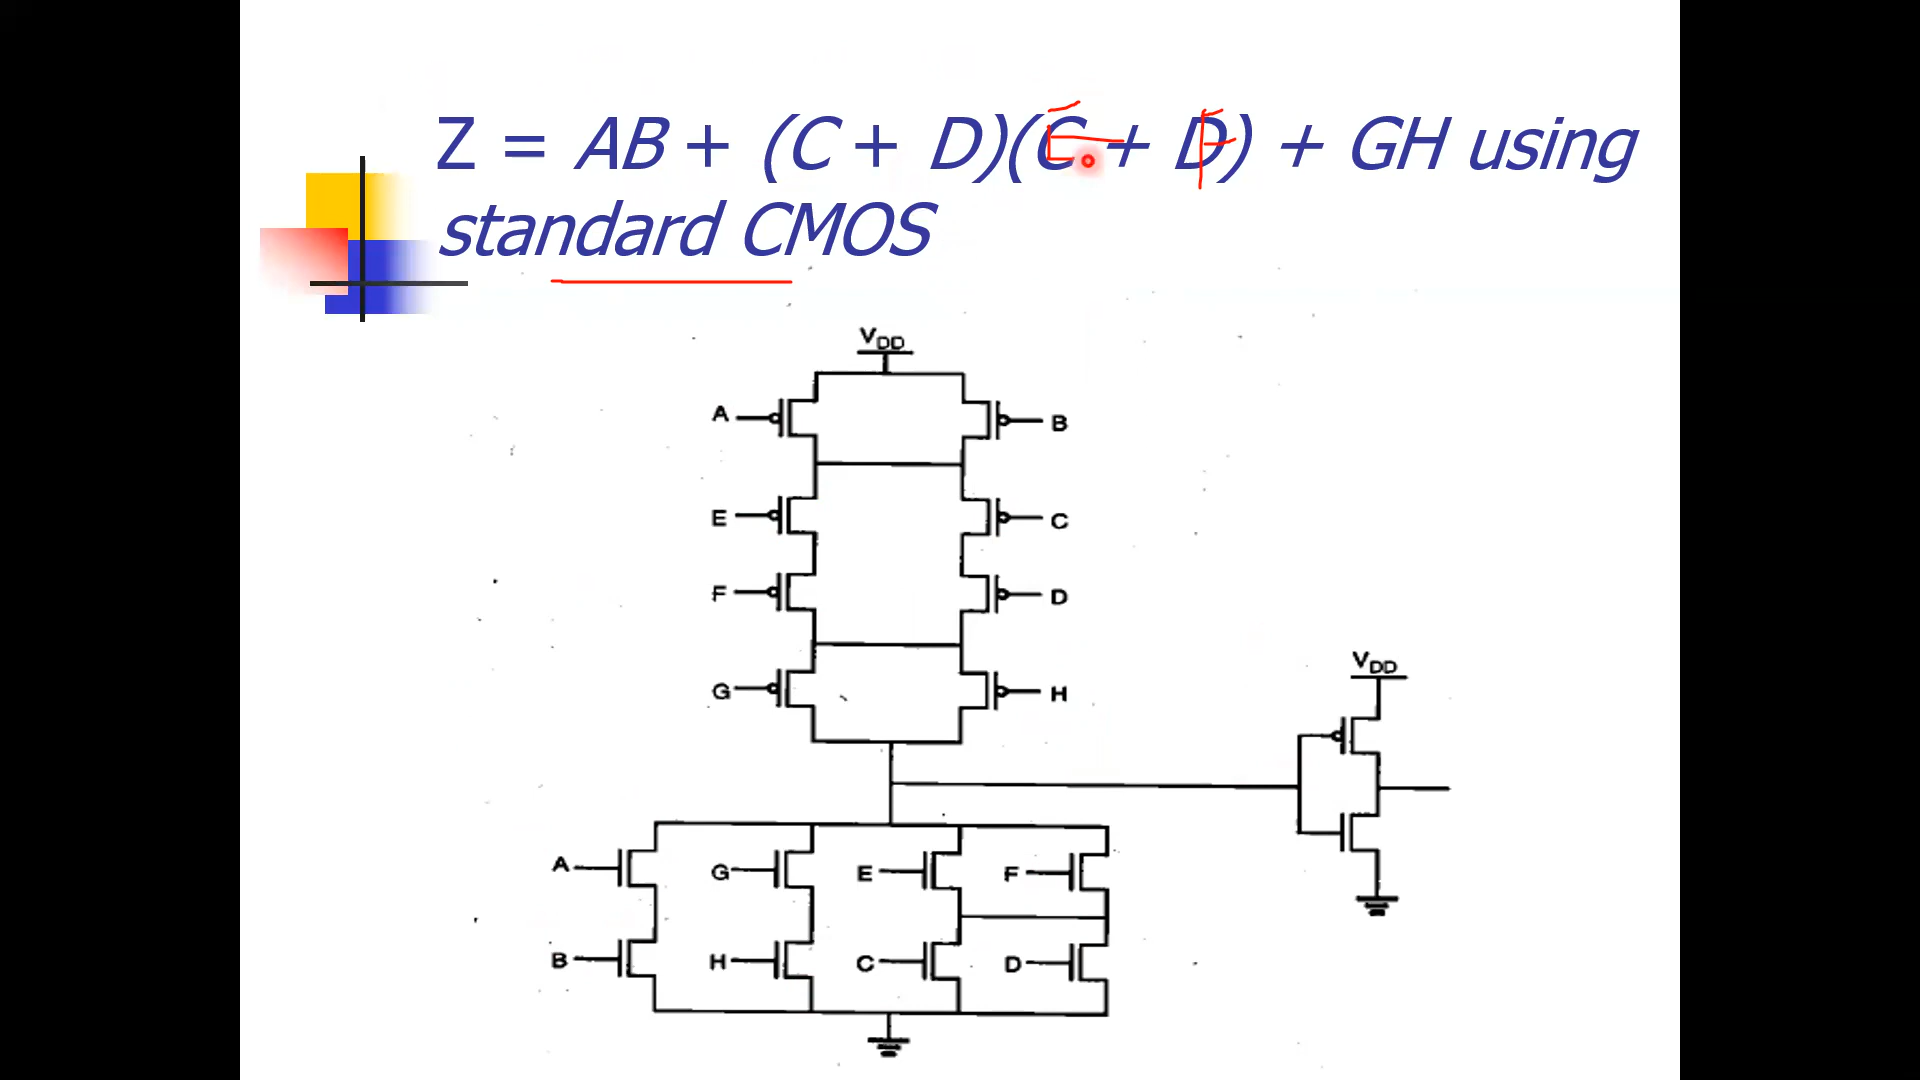 Z = AB + (C + D)(C + D) + GH using
standard CMOS
VDD
A
B
E
C
F
D
G
H
VDD
A
G
E
F
B
H
C
D
E
F